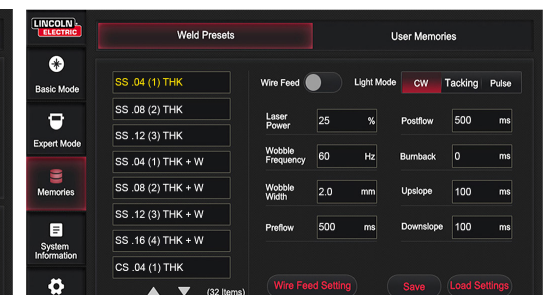 LINCOLN
ELECTRIC
Weld Presets
User Memories
Basic Mode
Expert Mode
Memories
System
Information
SS .04 (1) THK
SS .08 (2) THK
SS .12 (3) THK
SS .04 (1) THK + W
SS .08 (2) THK + W
SS .12 (3) THK + W
SS .16 (4) THK + W
CS .04 (1) THK
(32 Items)
Wire Feed
Light Mode
CW
Tacking
Pulse
Laser
Power
25 %
Postflow
500 ms
Wobble
Frequency
60 Hz
Burnback
0 ms
Wobble
Width
2.0 mm
Upslope
100 ms
Preflow
500 ms
Downslope
100 ms
Wire Feed Setting
Save
Load Settings